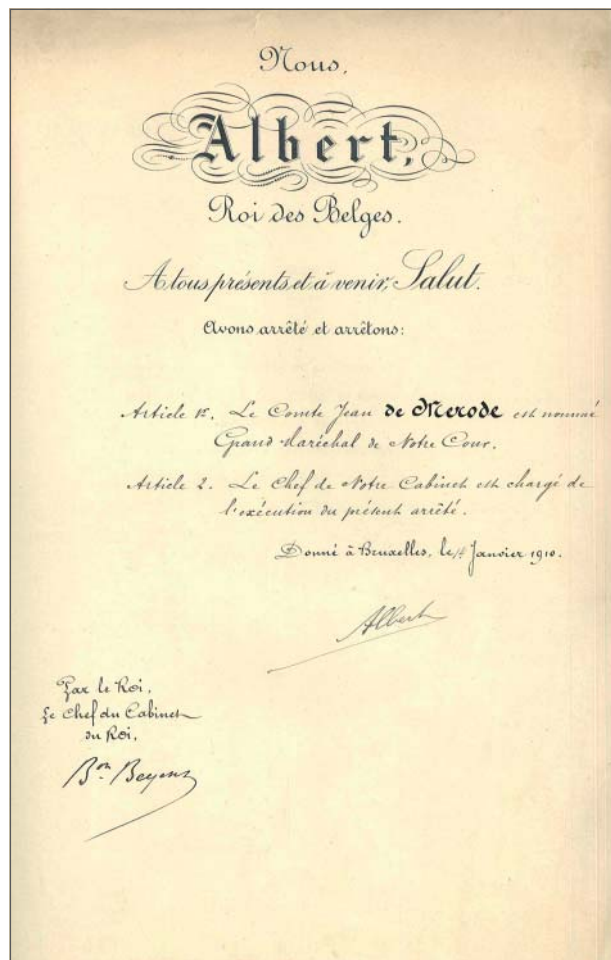 Nous,
Albert,
Roi des Belges.
A tous présents et à venir, Salut.
Avons arrêté et arrêtons:
Article 1r. Le Comte Jean de Merode est nommé
Grand Maréchal de Notre Cour.
Article 2. Le Chef de Notre Cabinet est chargé de
l'exécution du présent arrêté.
Donné à Bruxelles, le 14 Janvier 1910.
Albert
Par le Roi,
Le Chef du Cabinet
du Roi,
Bon Beyens